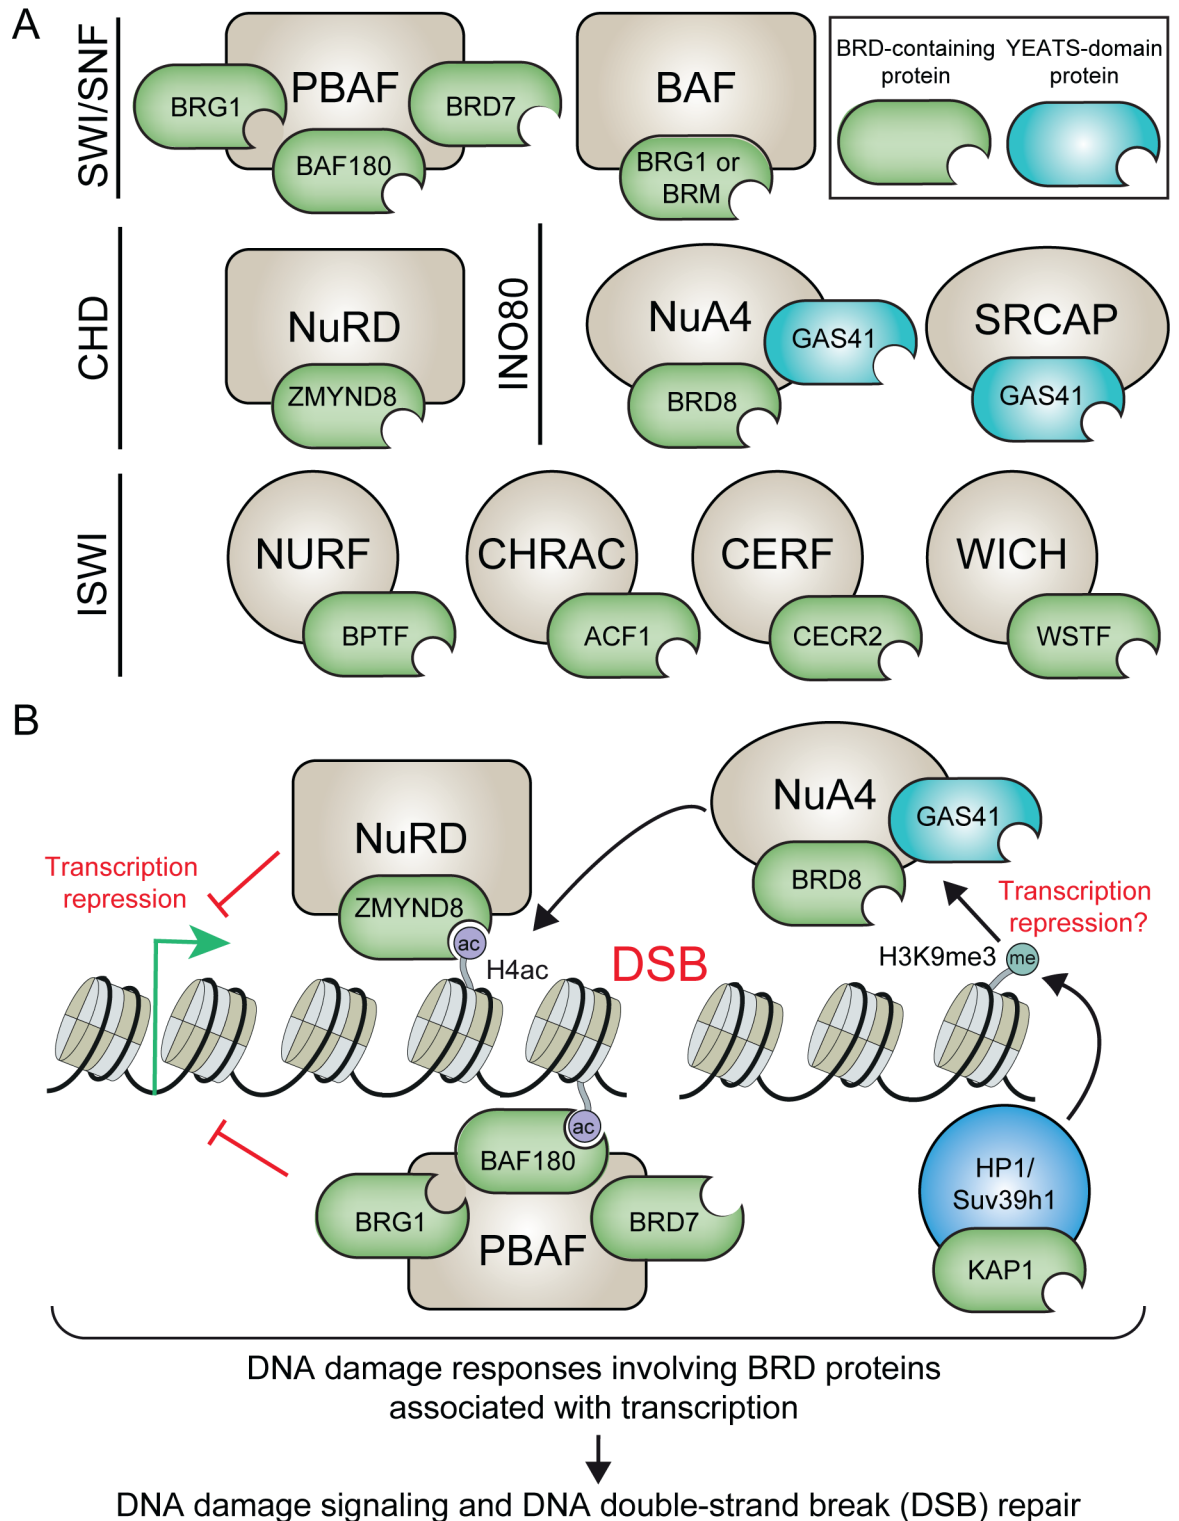 A
SWI/SNF
PBAF
BRG1
BRD7
BAF180
BAF
BRG1 or
BRM
BRD-containing
protein
YEATS-domain
protein
CHD
NuRD
ZMYND8
INO80
NuA4
GAS41
BRD8
SRCAP
GAS41
ISWI
NURF
BPTF
CHRAC
ACF1
CERF
CECR2
WICH
WSTF
B
NuRD
ZMYND8
ac
H4ac
Transcription
repression
NuA4
GAS41
BRD8
Transcription
repression?
H3K9me3
me
DSB
ac
BAF180
BRG1
BRD7
PBAF
HP1/
Suv39h1
KAP1
DNA damage responses involving BRD proteins
associated with transcription
DNA damage signaling and DNA double-strand break (DSB) repair